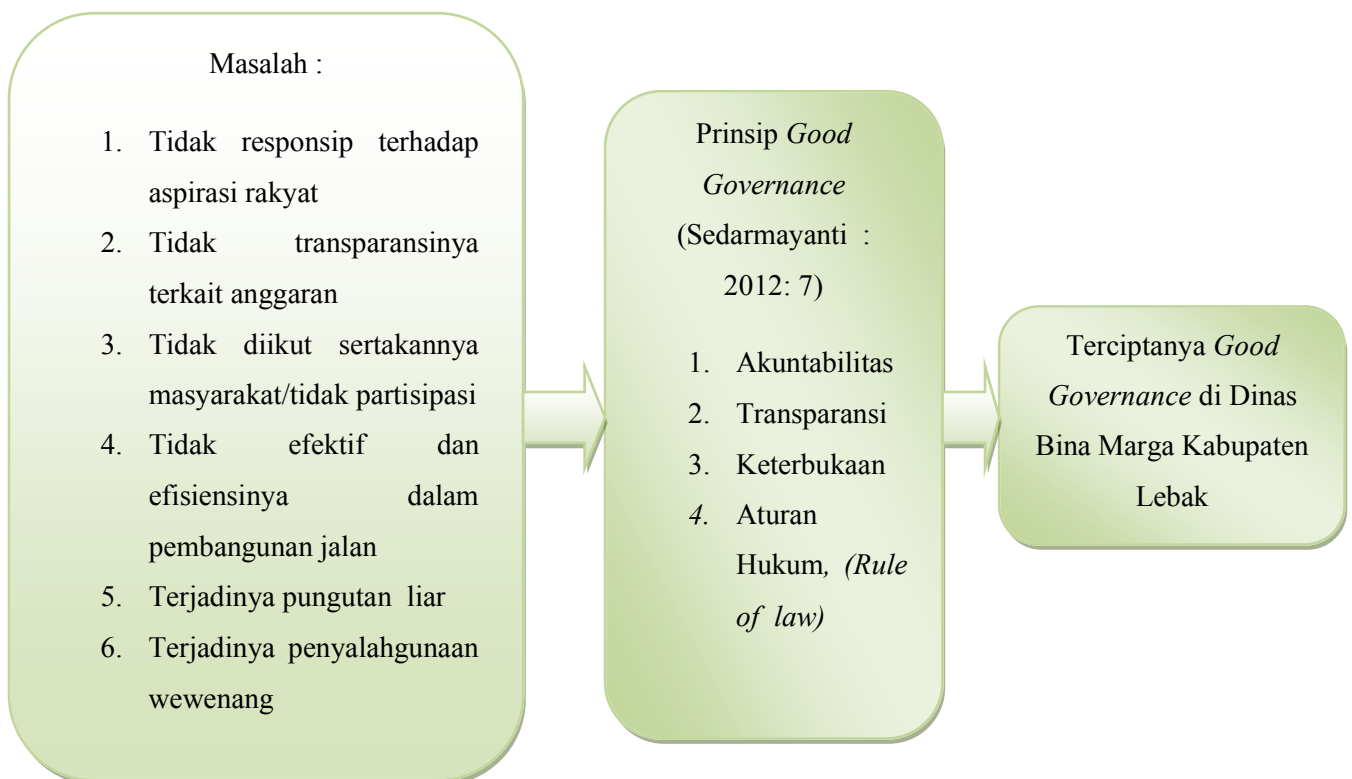 Masalah :
1. Tidak responsip terhadap
aspirasi rakyat
2. Tidak transparansinya
terkait anggaran
3. Tidak diikut sertakannya
masyarakat/tidak partisipasi
4. Tidak efektif dan
efisiensinya dalam
pembangunan jalan
5. Terjadinya pungutan liar
6. Terjadinya penyalahgunaan
wewenang
Prinsip Good
Governance
(Sedarmayanti :
2012: 7)
1. Akuntabilitas
2. Transparansi
3. Keterbukaan
4. Aturan
Hukum, (Rule
of law)
Terciptanya Good
Governance di Dinas
Bina Marga Kabupaten
Lebak